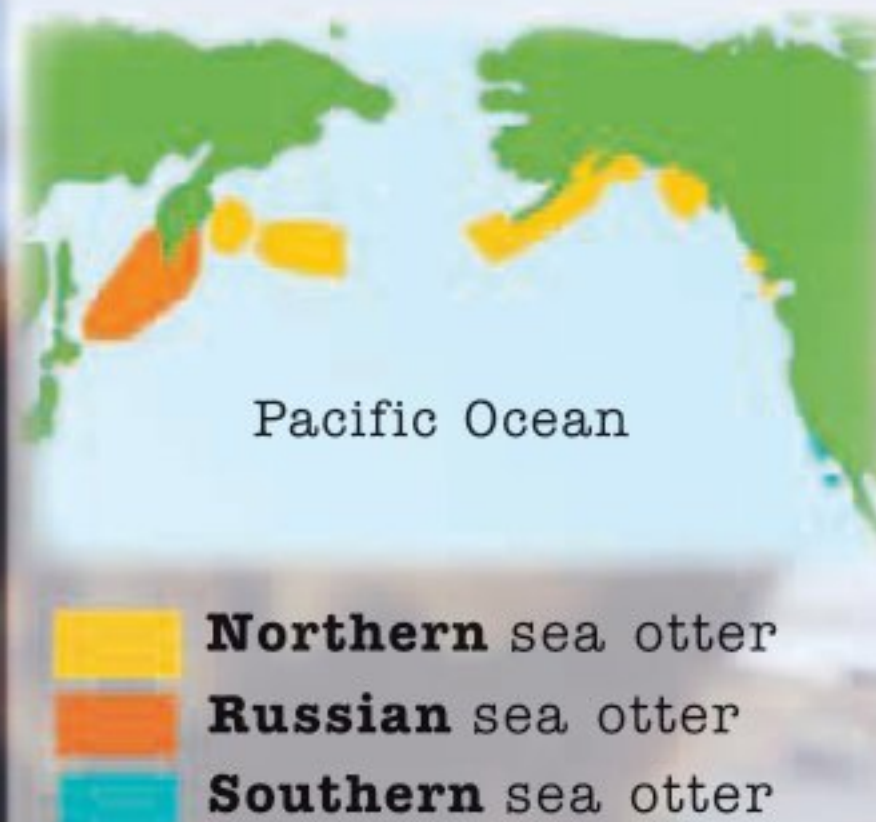 Pacific Ocean
Northern sea otter
Russian sea otter
Southern sea otter